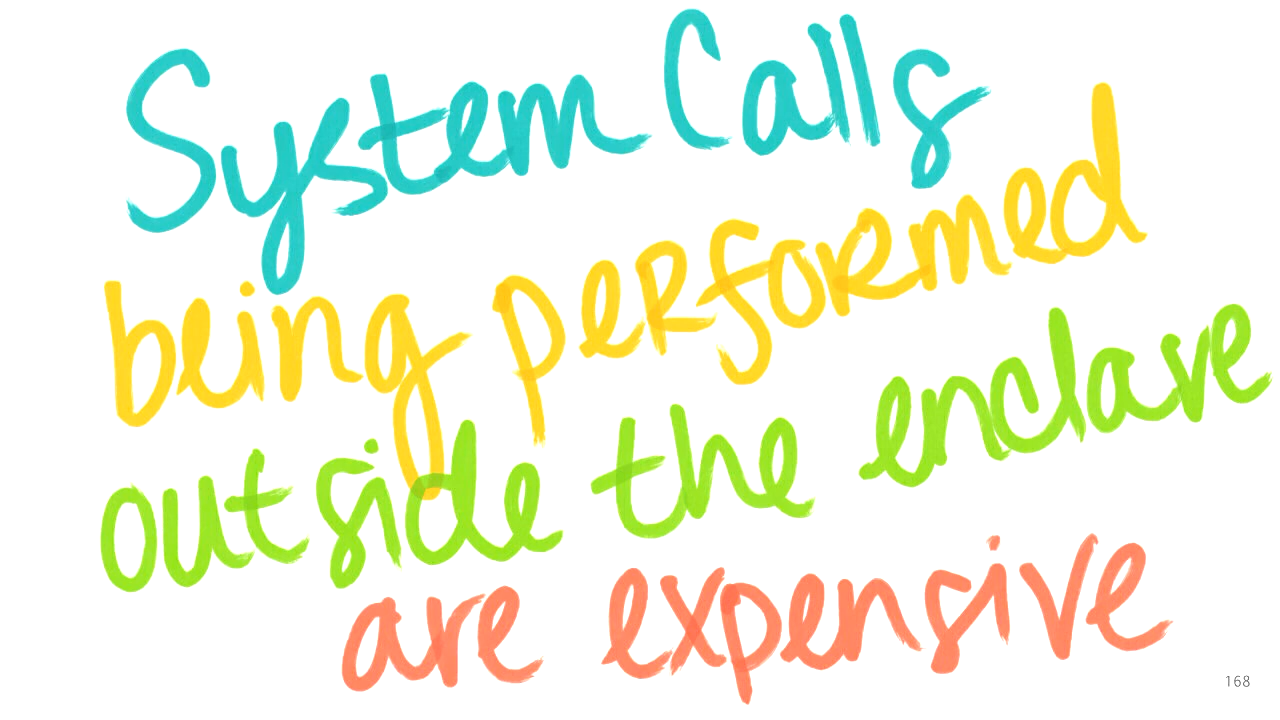 System Calls
being performed
outside the enclave
are expensive
168